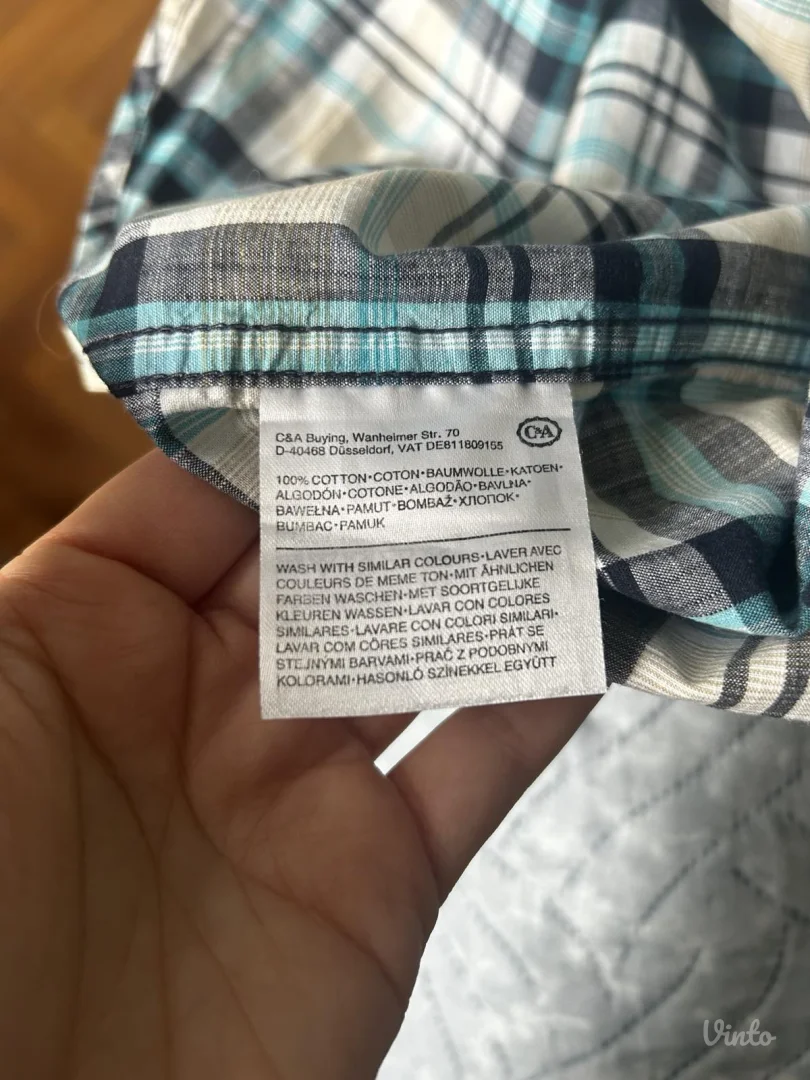 C&A Buying, Wanheimer Str. 70
D-40468 Düsseldorf, VAT DE811809155
C&A
100% COTTON•COTON•BAUMWOLLE•KATOEN•
ALGODÓN•COTONE•ALGODÃO•BAVLNA•
BAWEŁNA•PAMUT•BOMBAŽ•ХЛОПОК•
BUMBAC•PAMUK
WASH WITH SIMILAR COLOURS•LAVER AVEC
COULEURS DE MEME TON•MIT ÄHNLICHEN
FARBEN WASCHEN•MET SOORTGELIJKE
KLEUREN WASSEN•LAVAR CON COLORES
SIMILARES•LAVARE CON COLORI SIMILARI•
LAVAR COM CÔRES SIMILARES•PRÁT SE
STEJNÝMI BARVAMI•PRAĆ Z PODOBNYMI
KOLORAMI•HASONLÓ SZÍNEKKEL EGYÜTT
Vinto